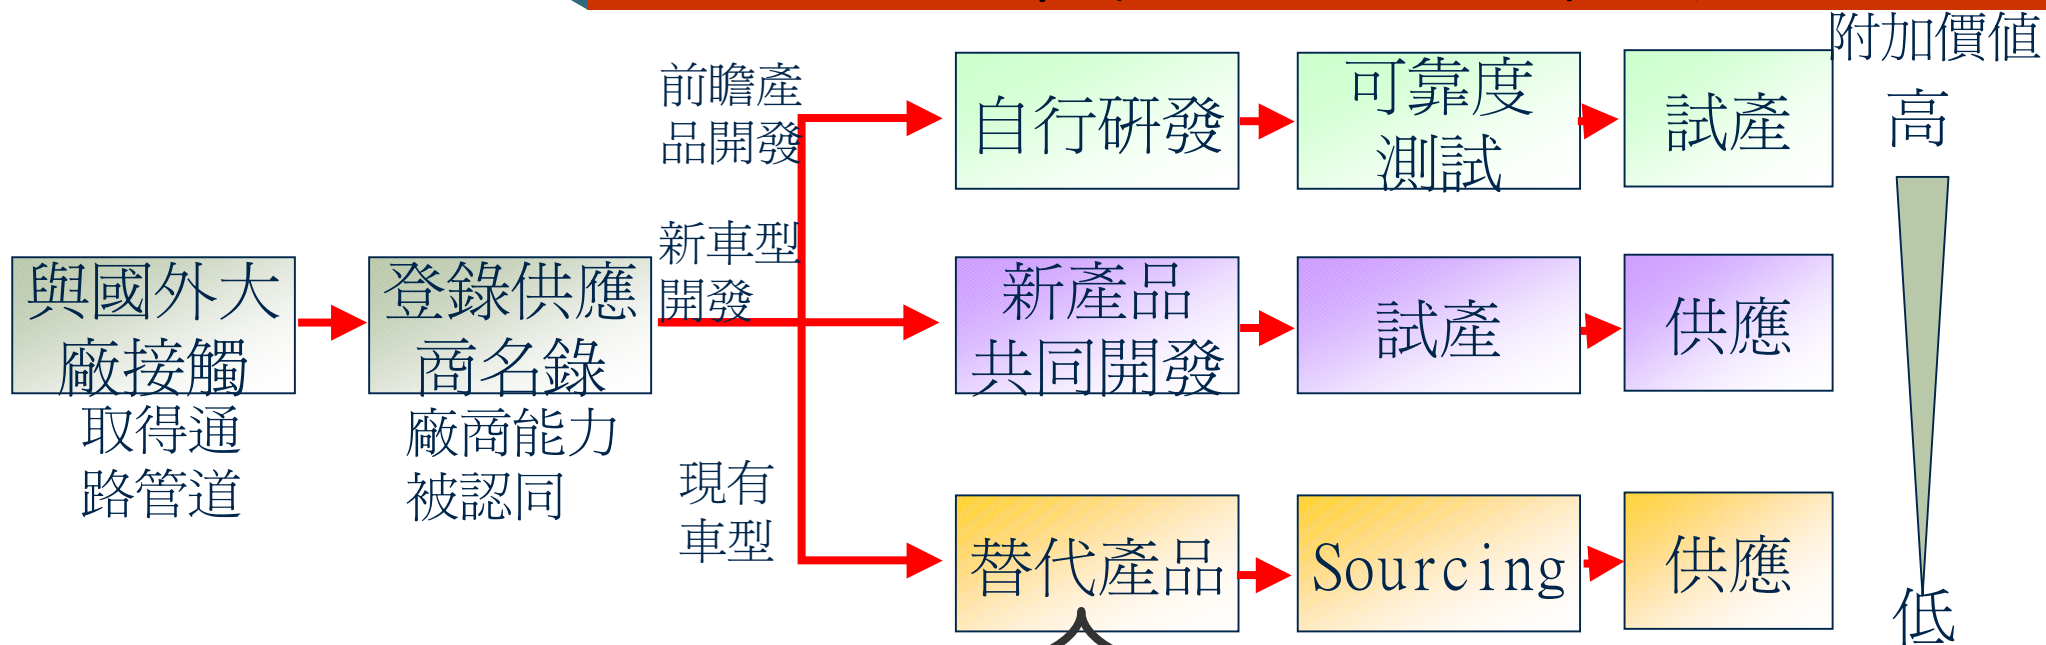 附加價值
高
低
與國外大
廠接觸
取得通
路管道
登錄供應
商名錄
廠商能力
被認同
前瞻產
品開發
自行研發
可靠度
測試
試產
新車型
開發
新產品
共同開發
試產
供應
現有
車型
替代產品
Sourcing
供應